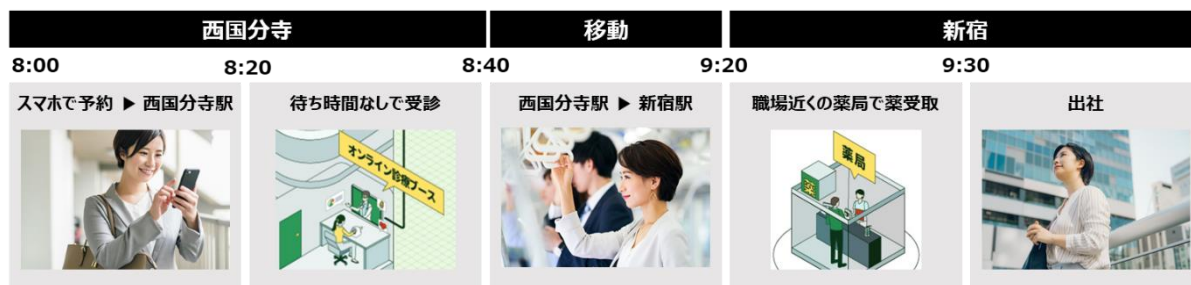 西国分寺
移動
新宿
8:00
8:20
8:40
9:20
9:30
スマホで予約 ▶ 西国分寺駅
待ち時間なしで受診
西国分寺駅 ▶ 新宿駅
職場近くの薬局で薬受取
出社
オンライン診療ブース
薬局
薬